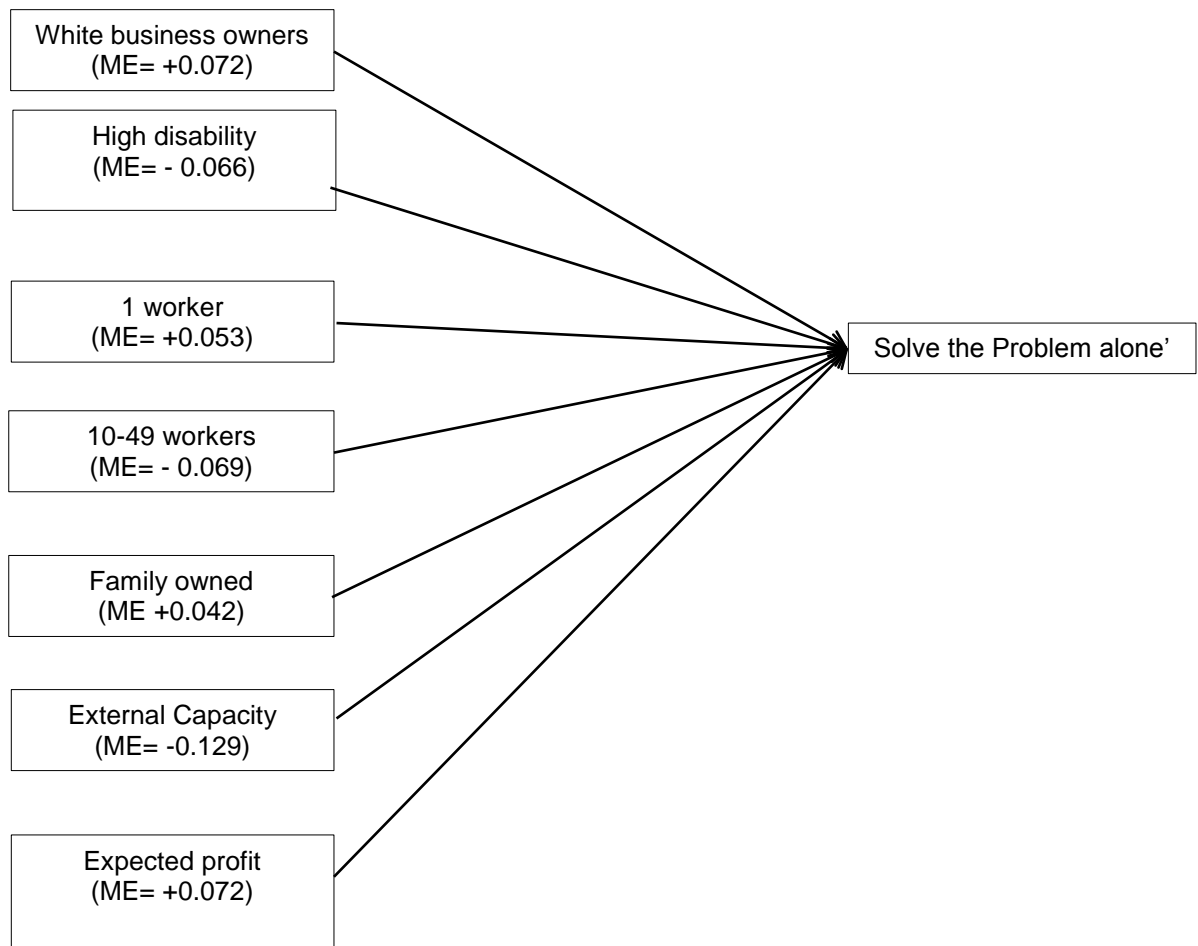 White business owners
(ME= +0.072)
High disability
(ME= - 0.066)
1 worker
(ME= +0.053)
Solve the Problem alone’
10-49 workers
(ME= - 0.069)
Family owned
(ME +0.042)
External Capacity
(ME= -0.129)
Expected profit
(ME= +0.072)